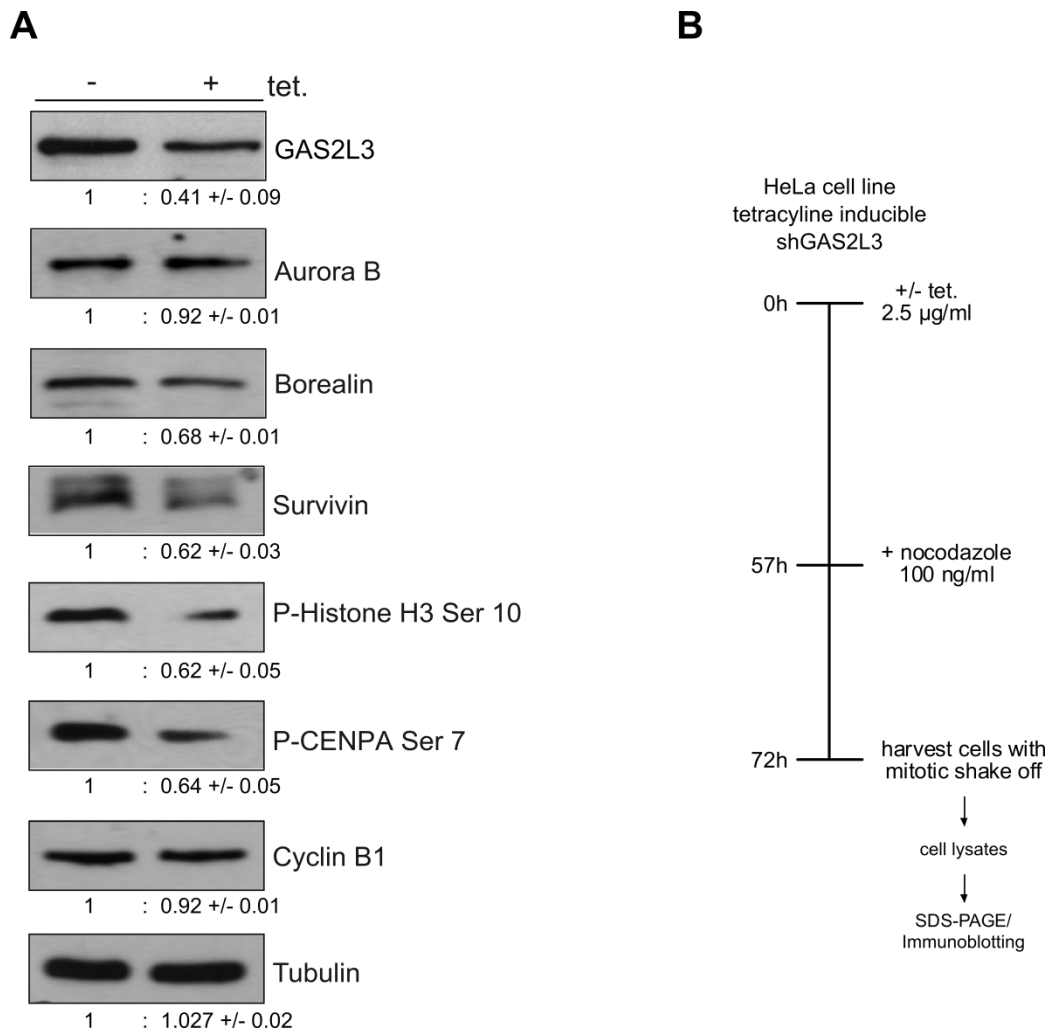 A
- + tet.
GAS2L3
1 : 0.41 +/- 0.09
Aurora B
1 : 0.92 +/- 0.01
Borealin
1 : 0.68 +/- 0.01
Survivin
1 : 0.62 +/- 0.03
P-Histone H3 Ser 10
1 : 0.62 +/- 0.05
P-CENPA Ser 7
1 : 0.64 +/- 0.05
Cyclin B1
1 : 0.92 +/- 0.01
Tubulin
1 : 1.027 +/- 0.02
B
HeLa cell line
tetracyline inducible
shGAS2L3
0h
+/- tet.
2.5 µg/ml
57h
+ nocodazole
100 ng/ml
72h
harvest cells with
mitotic shake off
cell lysates
SDS-PAGE/
Immunoblotting